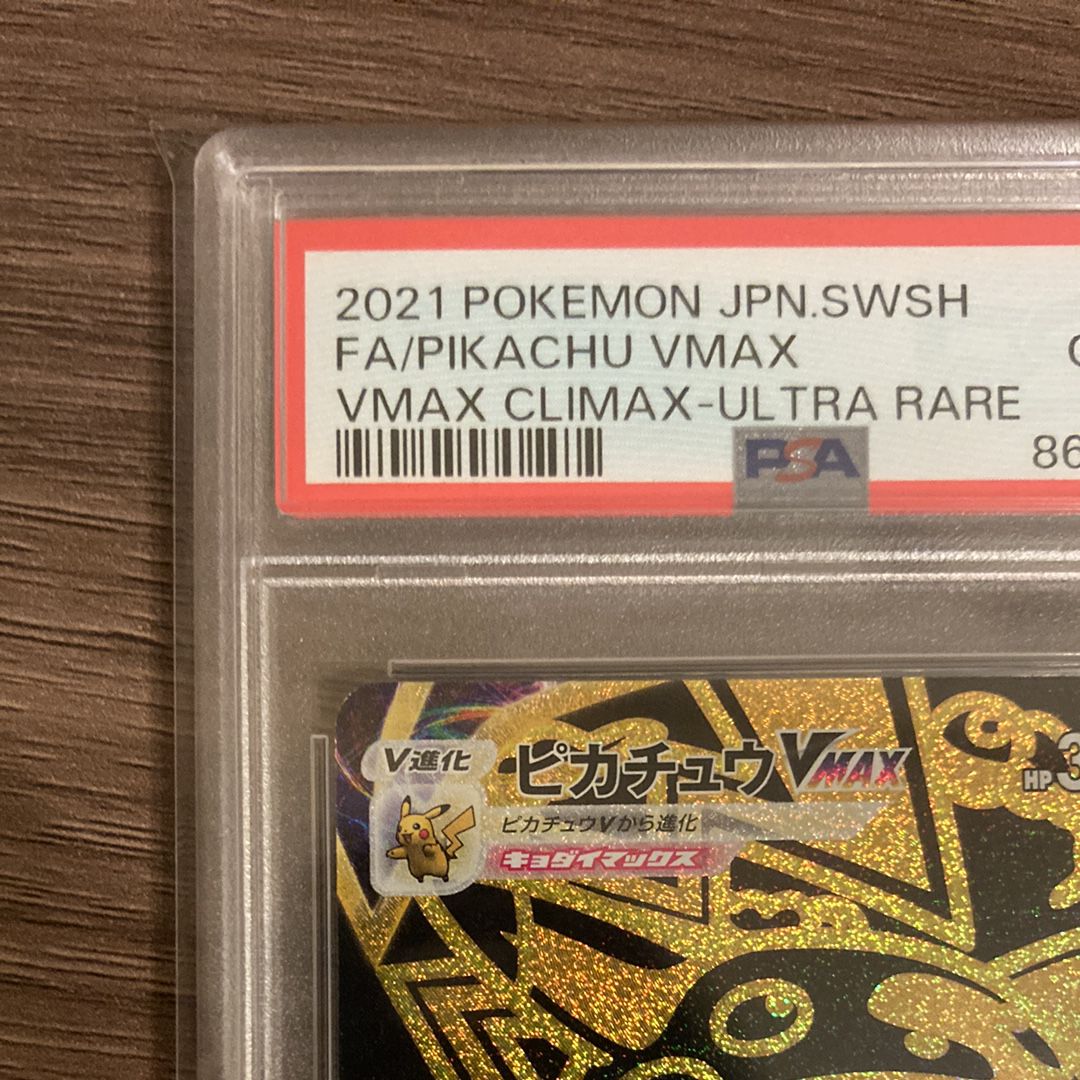 2021 POKEMON JPN.SWSH
FA/PIKACHU VMAX
VMAX CLIMAX-ULTRA RARE
86
PSA
V進化
ピカチュウVMAX
HP 3
ピカチュウVから進化
キョダイマックス